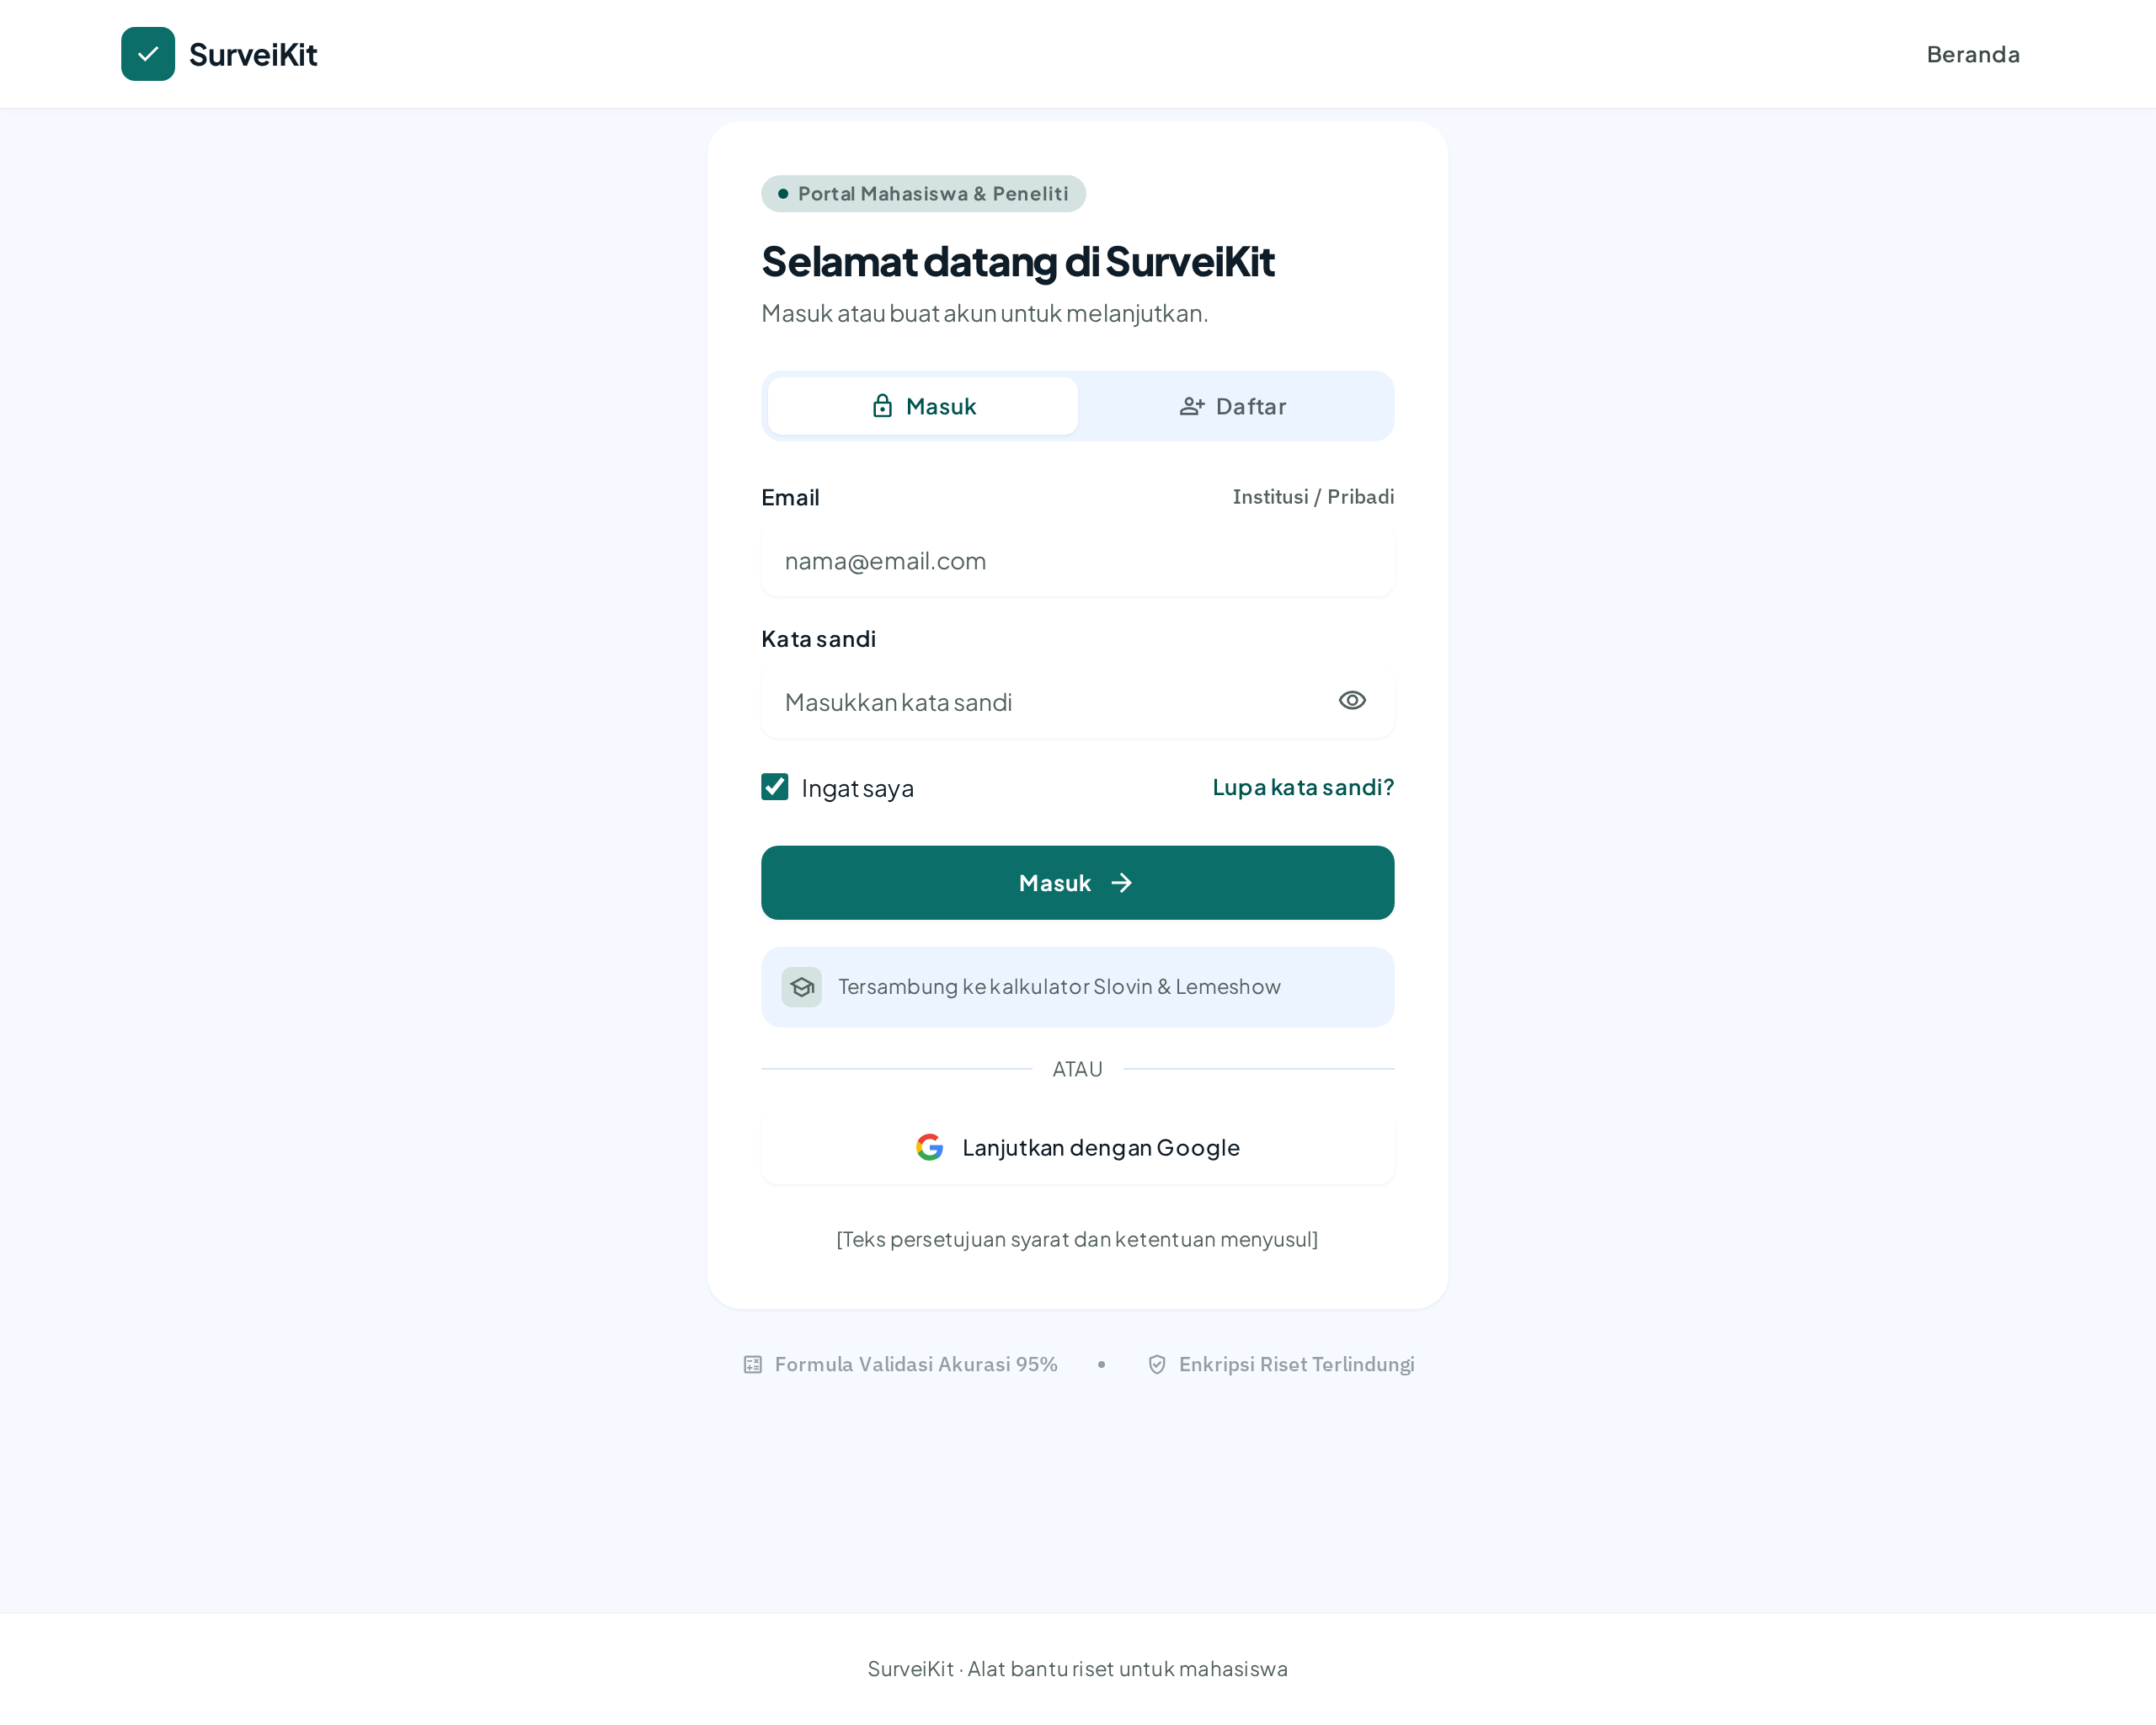 SurveiKit
Beranda
Portal Mahasiswa & Peneliti
Selamat datang di SurveiKit
Masuk atau buat akun untuk melanjutkan.
Masuk
Daftar
Email
Institusi / Pribadi
nama@email.com
Kata sandi
Masukkan kata sandi
Ingat saya
Lupa kata sandi?
Masuk
Tersambung ke kalkulator Slovin & Lemeshow
ATAU
Lanjutkan dengan Google
[Teks persetujuan syarat dan ketentuan menyusul]
Formula Validasi Akurasi 95%
•
Enkripsi Riset Terlindungi
SurveiKit · Alat bantu riset untuk mahasiswa